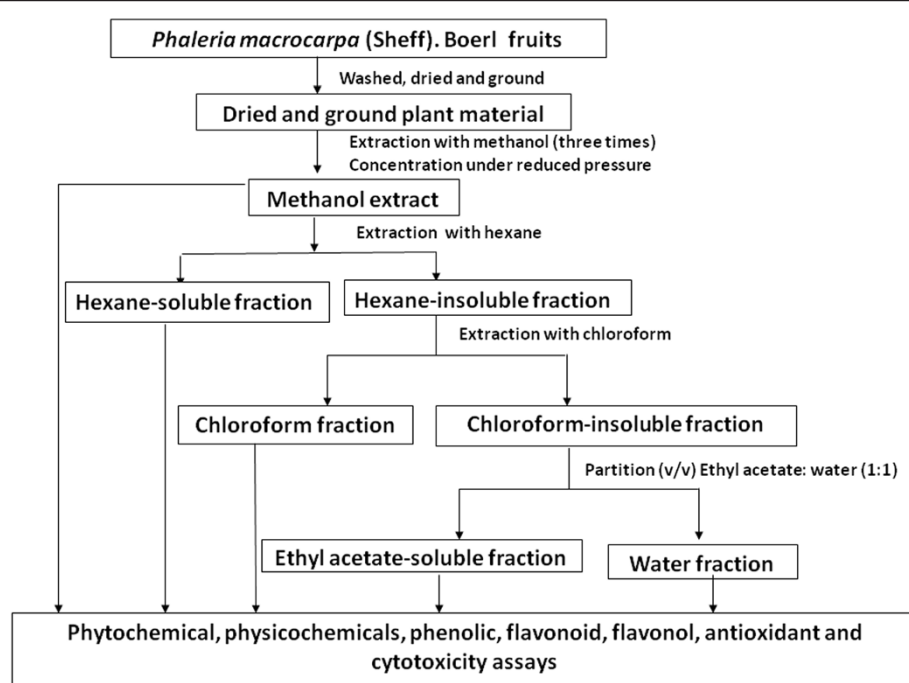 Phaleria macrocarpa (Sheff). Boerl fruits
Washed, dried and ground
Dried and ground plant material
Extraction with methanol (three times)
Concentration under reduced pressure
Methanol extract
Extraction with hexane
Hexane-soluble fraction
Hexane-insoluble fraction
Extraction with chloroform
Chloroform fraction
Chloroform-insoluble fraction
Partition (v/v) Ethyl acetate: water (1:1)
Ethyl acetate-soluble fraction
Water fraction
Phytochemical, physicochemicals, phenolic, flavonoid, flavonol, antioxidant and
cytotoxicity assays